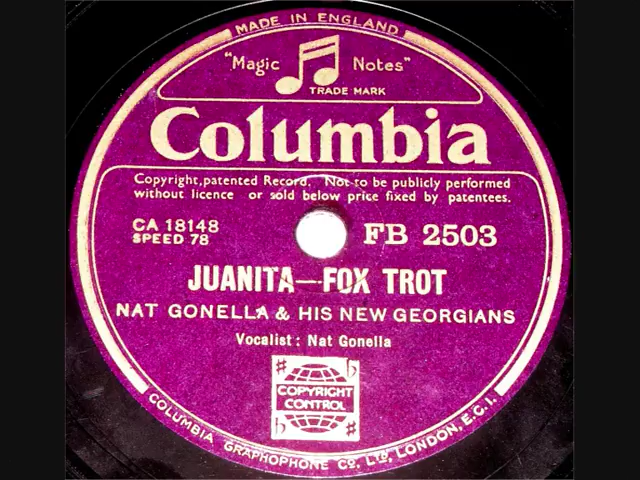 MADE IN ENGLAND
"Magic Notes"
TRADE MARK
Columbia
Copyright, patented Record. Not to be publicly performed
without licence or sold below price fixed by patentees.
CA 18148
SPEED 78
FB 2503
JUANITA—FOX TROT
NAT GONELLA & HIS NEW GEORGIANS
Vocalist: Nat Gonella
COPYRIGHT
CONTROL
COLUMBIA GRAPHOPHONE CO. LTD, LONDON, E.C.1.